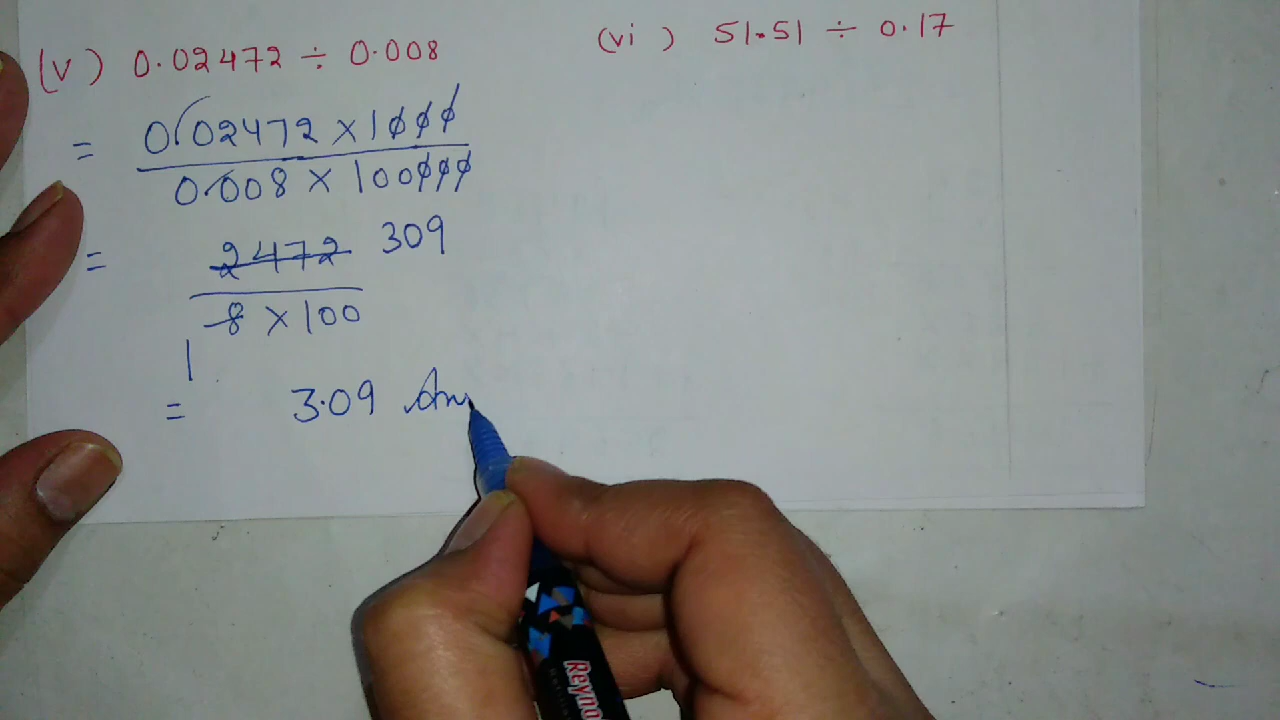 (v) 0.02472 ÷ 0.008
= 0.02472 × 1000
0.008 × 100000
= 2472 309
8 × 100
1
= 3.09 Ans
(vi) 51.51 ÷ 0.17